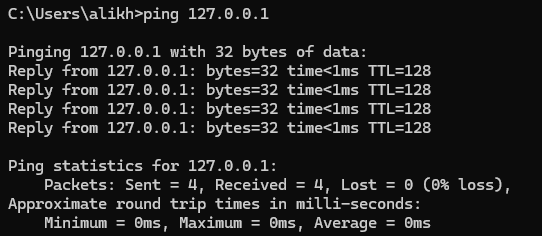 C:\Users\alikh>ping 127.0.0.1
Pinging 127.0.0.1 with 32 bytes of data:
Reply from 127.0.0.1: bytes=32 time<1ms TTL=128
Reply from 127.0.0.1: bytes=32 time<1ms TTL=128
Reply from 127.0.0.1: bytes=32 time<1ms TTL=128
Reply from 127.0.0.1: bytes=32 time<1ms TTL=128
Ping statistics for 127.0.0.1:
    Packets: Sent = 4, Received = 4, Lost = 0 (0% loss),
Approximate round trip times in milli-seconds:
    Minimum = 0ms, Maximum = 0ms, Average = 0ms